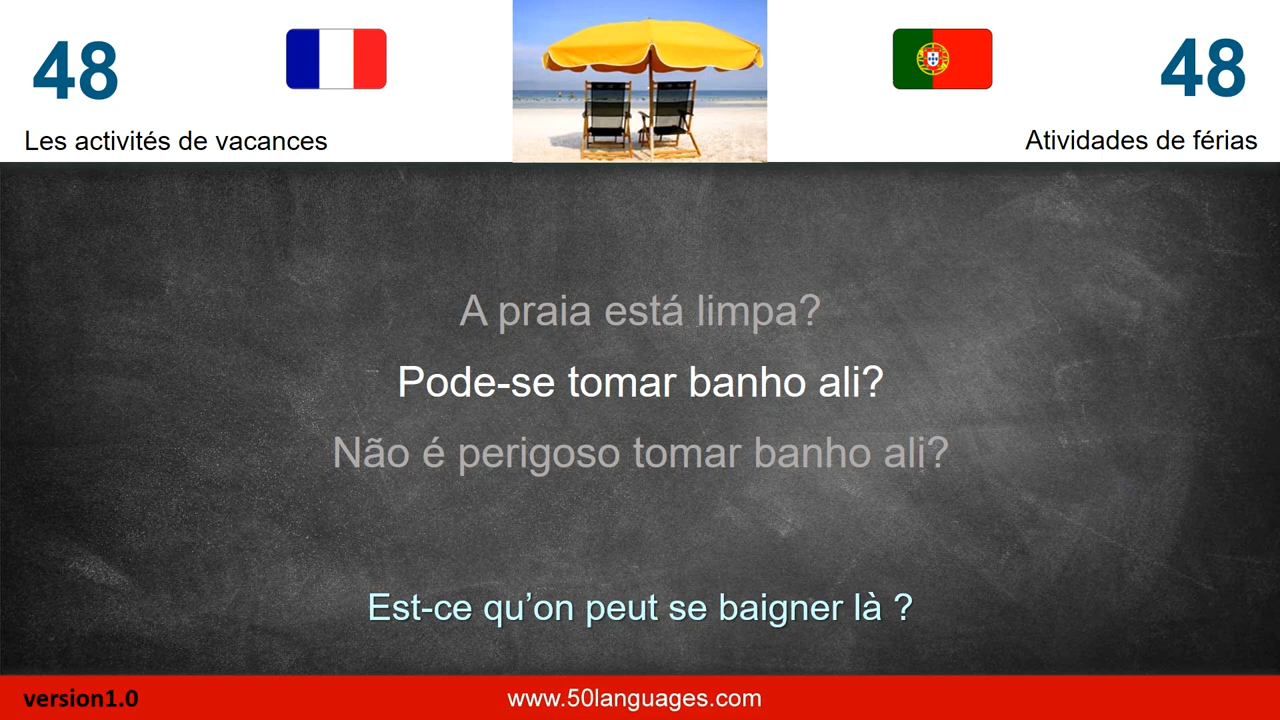 48
48
Les activités de vacances
Atividades de férias
A praia está limpa?
Pode-se tomar banho ali?
Não é perigoso tomar banho ali?
Est-ce qu’on peut se baigner là ?
version1.0
www.50languages.com